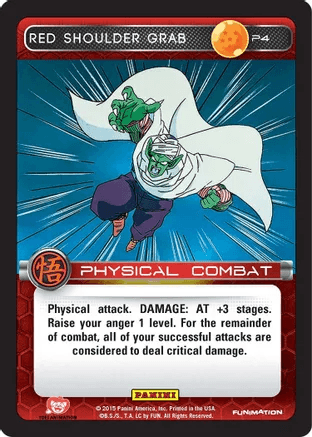 RED SHOULDER GRAB P4
悟
PHYSICAL COMBAT
Physical attack. DAMAGE: AT +3 stages.
Raise your anger 1 level. For the remainder
of combat, all of your successful attacks are
considered to deal critical damage.
PANINI
© 2015 Panini America, Inc. Printed in the USA.
©B.S./S., T.A. LC by FUN. All Rights Reserved.
TOEI ANIMATION
FUNIMATION